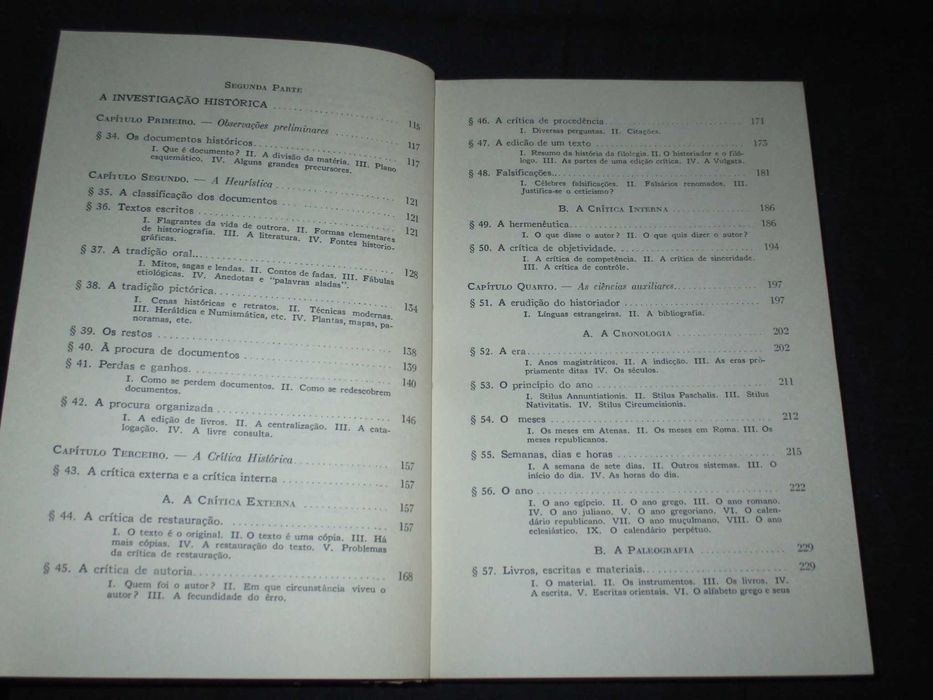 SEGUNDA PARTE
A INVESTIGAÇÃO HISTÓRICA
CAPÍTULO PRIMEIRO. — Observações preliminares 115
§ 34. Os documentos históricos. 117
I. Que é documento? II. A divisão da matéria. III. Plano 117
esquemático. IV. Alguns grandes precursores.
CAPÍTULO SEGUNDO. — A Heurística 121
§ 35. A classificação dos documentos 121
§ 36. Textos escritos 121
I. Flagrantes da vida de outrora. II. Formas elementares
de historiografia. III. A literatura. IV. Fontes historio-
gráficas.
§ 37. A tradição oral. 128
I. Mitos, sagas e lendas. II. Contos de fadas. III. Fábulas
etiológicas. IV. Anedotas e "palavras aladas".
§ 38. A tradição pictórica. 134
I. Cenas históricas e retratos. II. Técnicas modernas.
III. Heráldica e Numismática, etc. IV. Plantas, mapas, pa-
noramas, etc.
§ 39. Os restos 138
§ 40. À procura de documentos 139
§ 41. Perdas e ganhos. 140
I. Como se perdem documentos. II. Como se redescobrem
documentos.
§ 42. A procura organizada 146
I. A edição de livros. II. A centralização. III. A cata-
logação. IV. A livre consulta.
CAPÍTULO TERCEIRO. — A Crítica Histórica 157
§ 43. A crítica externa e a crítica interna 157
A. A CRÍTICA EXTERNA 157
§ 44. A crítica de restauração. 157
I. O texto é o original. II. O texto é uma cópia. III. Há
mais cópias. IV. A restauração do texto. V. Problemas
da crítica de restauração.
§ 45. A crítica de autoria. 168
I. Quem foi o autor? II. Em que circunstância viveu o
autor? III. A fecundidade do êrro.
§ 46. A crítica de procedência 171
I. Diversas perguntas. II. Citações.
§ 47. A edição de um texto 175
I. Resumo da história da filologia. II. O historiador e o filó-
logo. III. As partes de uma edição crítica. IV. A Vulgata.
§ 48. Falsificações. 181
I. Célebres falsificações. II. Falsários renomados. III.
Justifica-se o ceticismo?
B. A CRÍTICA INTERNA 186
§ 49. A hermenêutica 186
I. O que disse o autor? II. O que quis dizer o autor?
§ 50. A crítica de objetividade. 194
I. A crítica de competência. II. A crítica de sinceridade.
III. A crítica de contrôle.
CAPÍTULO QUARTO. — As ciências auxiliares. 197
§ 51. A erudição do historiador 197
I. Línguas estrangeiras. II. A bibliografia.
A. A CRONOLOGIA 202
§ 52. A era 202
I. Anos magistráticos. II. A indicção. III. As eras prò-
priamente ditas IV. Os séculos.
§ 53. O princípio do ano 211
I. Stilus Annuntiationis. II. Stilus Paschalis. III. Stilus
Nativitatis. IV. Stilus Circumcisionis.
§ 54. O meses 212
I. Os meses em Atenas. II. Os meses em Roma. III. Os
meses republicanos.
§ 55. Semanas, dias e horas 215
I. A semana de sete dias. II. Outros sistemas. III. O
início do dia. IV. As horas do dia.
§ 56. O ano 222
I. O ano egípcio. II. O ano grego. III. O ano romano.
IV. O ano juliano. V. O ano gregoriano. VI. O calen-
dário republicano. VII. O ano muçulmano. VIII. O ano
eclesiástico. IX. O calendário perpétuo.
B. A PALEOGRAFIA 229
§ 57. Livros, escritas e materiais. 229
I. O material. II. Os instrumentos. III. Os livros. IV.
A escrita. V. Escritas orientais. VI. O alfabeto grego e seus